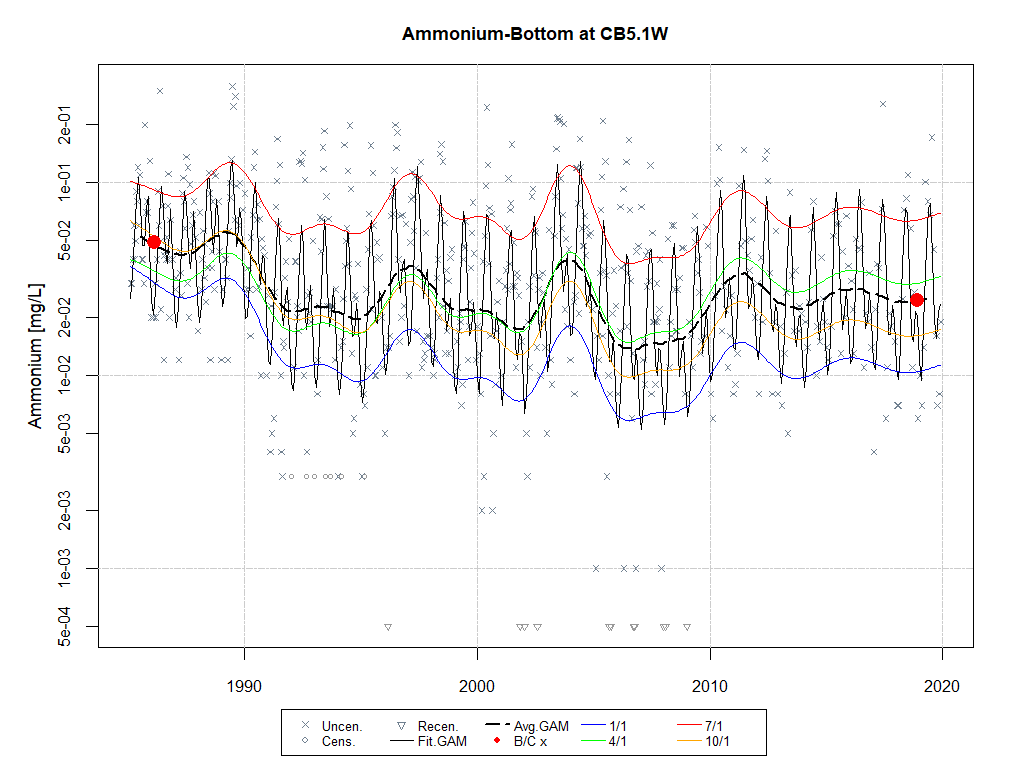 Ammonium-Bottom at CB5.1W
Ammonium [mg/L]
2e-01
1e-01
5e-02
2e-02
1e-02
5e-03
2e-03
1e-03
5e-04
1990 2000 2010 2020
Uncen. Recen. Avg.GAM 1/1 7/1
Cens. Fit.GAM B/C x 4/1 10/1